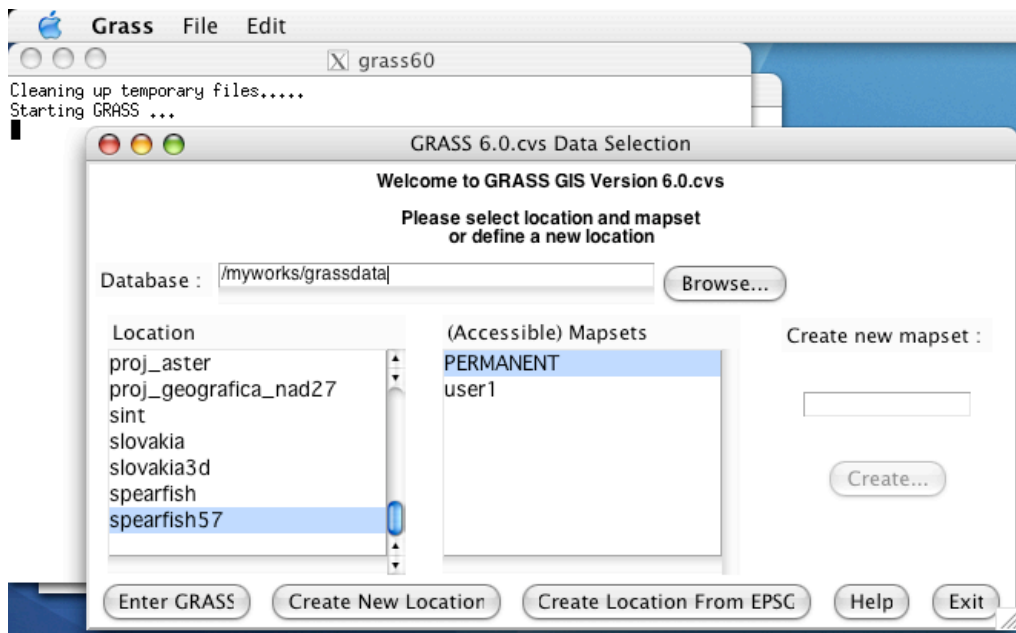 Grass File Edit
X grass60
Cleaning up temporary files.....
Starting GRASS ...
GRASS 6.0.cvs Data Selection
Welcome to GRASS GIS Version 6.0.cvs
Please select location and mapset
or define a new location
Database : /myworks/grassdata Browse...
Location
proj_aster
proj_geografica_nad27
sint
slovakia
slovakia3d
spearfish
spearfish57
(Accessible) Mapsets
PERMANENT
user1
Create new mapset :
Create...
Enter GRASS Create New Location Create Location From EPSG Help Exit